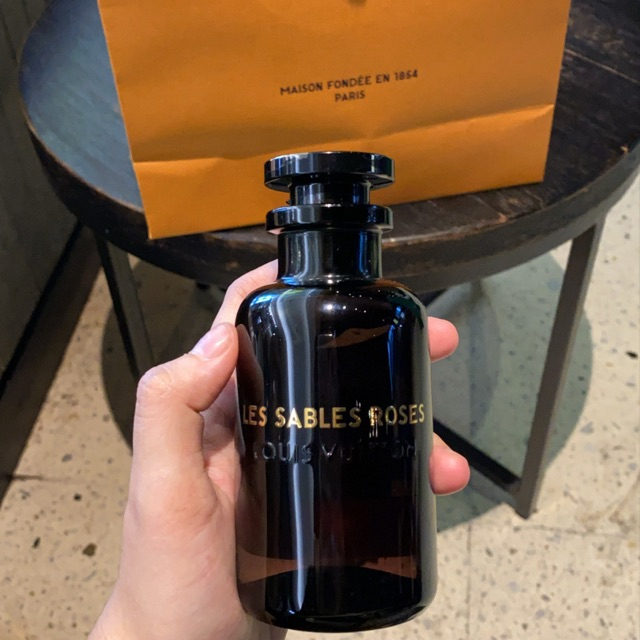 MAISON FONDÉE EN 1854
PARIS
LES SABLES ROSES
LOUIS VUITTON